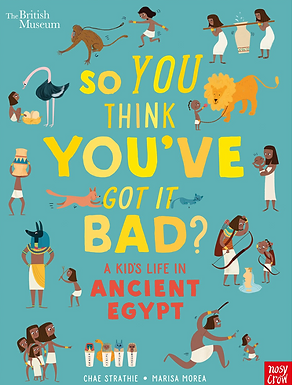 The British
Museum
SO YOU
THINK
YOU'VE
GOT IT
BAD?
A KID'S LIFE IN
ANCIENT
EGYPT
CHAE STRATHIE • MARISA MOREA
nosy
crow